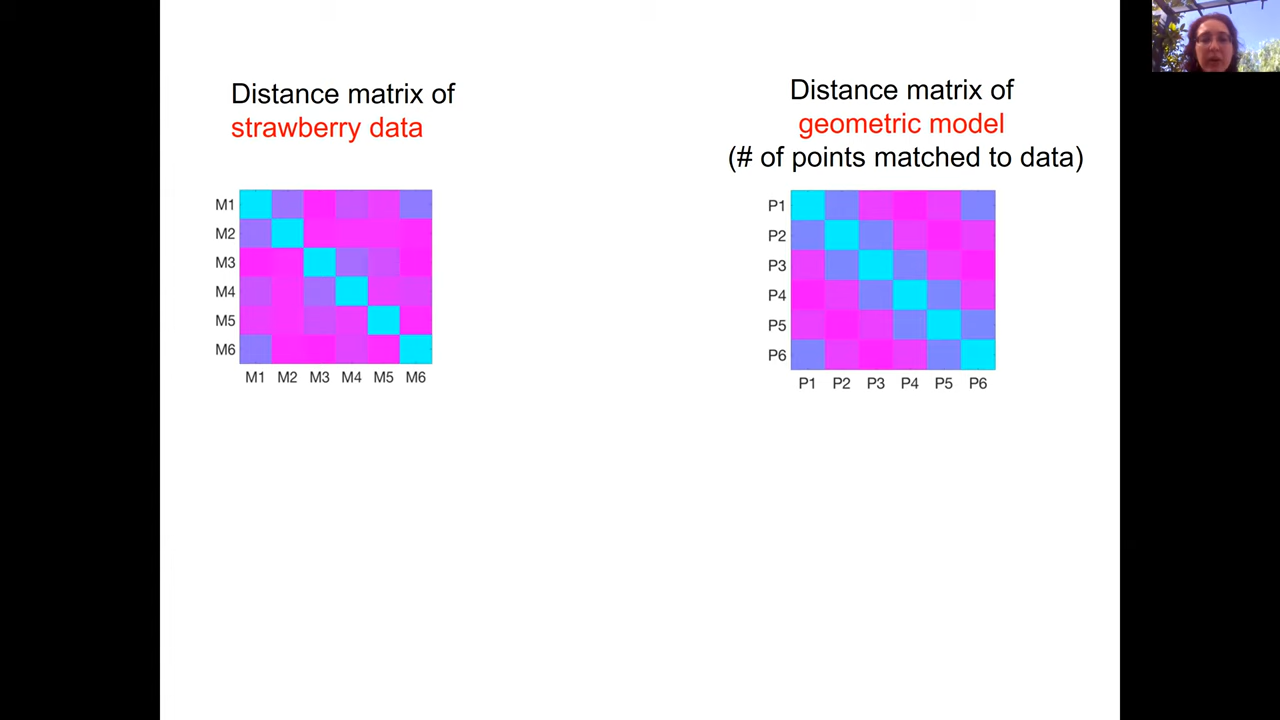 Distance matrix of
strawberry data
M1
M2
M3
M4
M5
M6
M1 M2 M3 M4 M5 M6
Distance matrix of
geometric model
(# of points matched to data)
P1
P2
P3
P4
P5
P6
P1 P2 P3 P4 P5 P6